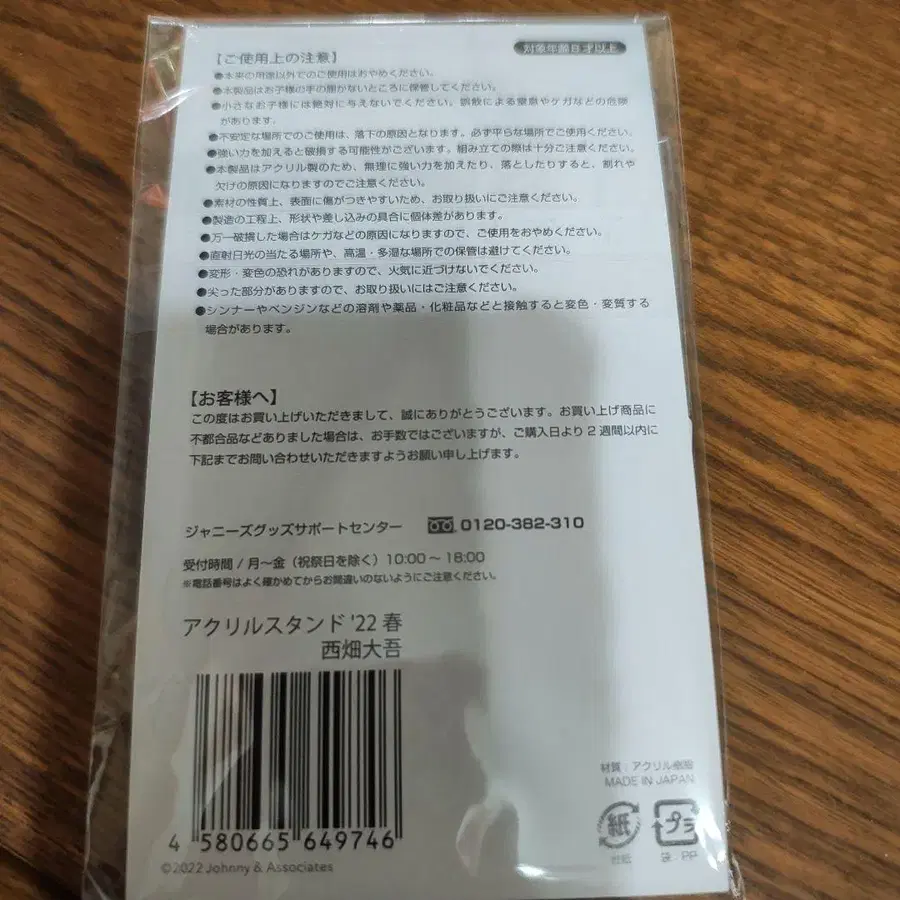 【ご使用上の注意】
対象年齢8才以上
●本来の用途以外でのご使用はおやめください。
●本製品はお子様の手の届かないところに保管してください。
●小さなお子様には絶対に与えないでください。誤飲による窒息やケガなどの危険
があります。
●不安定な場所でのご使用は、落下の原因となります。必ず平らな場所でご使用ください。
●強い力を加えると破損する可能性がございます。組み立ての際は十分ご注意ください。
●本製品はアクリル製のため、無理に強い力を加えたり、落としたりすると、割れや
欠けの原因になりますのでご注意ください。
●素材の性質上、表面に傷がつきやすいため、お取り扱いにご注意ください。
●製造の工程上、形状や差し込みの具合に個体差があります。
●万一破損した場合はケガなどの原因になりますので、ご使用をおやめください。
●直射日光の当たる場所や、高温・多湿な場所での保管は避けてください。
●変形・変色の恐れがありますので、火気に近づけないでください。
●尖った部分がありますので、お取り扱いにはご注意ください。
●シンナーやベンジンなどの溶剤や薬品・化粧品などと接触すると変色・変質する
場合があります。
【お客様へ】
この度はお買い上げいただきまして、誠にありがとうございます。お買い上げ商品に
不都合品などありました場合は、お手数ではございますが、ご購入日より2週間以内に
下記までお問い合わせいただきますようお願い申し上げます。
ジャニーズグッズサポートセンター 0120-382-310
受付時間/月～金（祝祭日を除く）10:00～18:00
※電話番号はよく確かめてからお間違いのないようにご注意ください。
アクリルスタンド '22 春
西畑大吾
4 580665 649746
©2022 Johnny & Associates
材質：アクリル樹脂
MADE IN JAPAN
紙 プラ
台紙 袋：PP